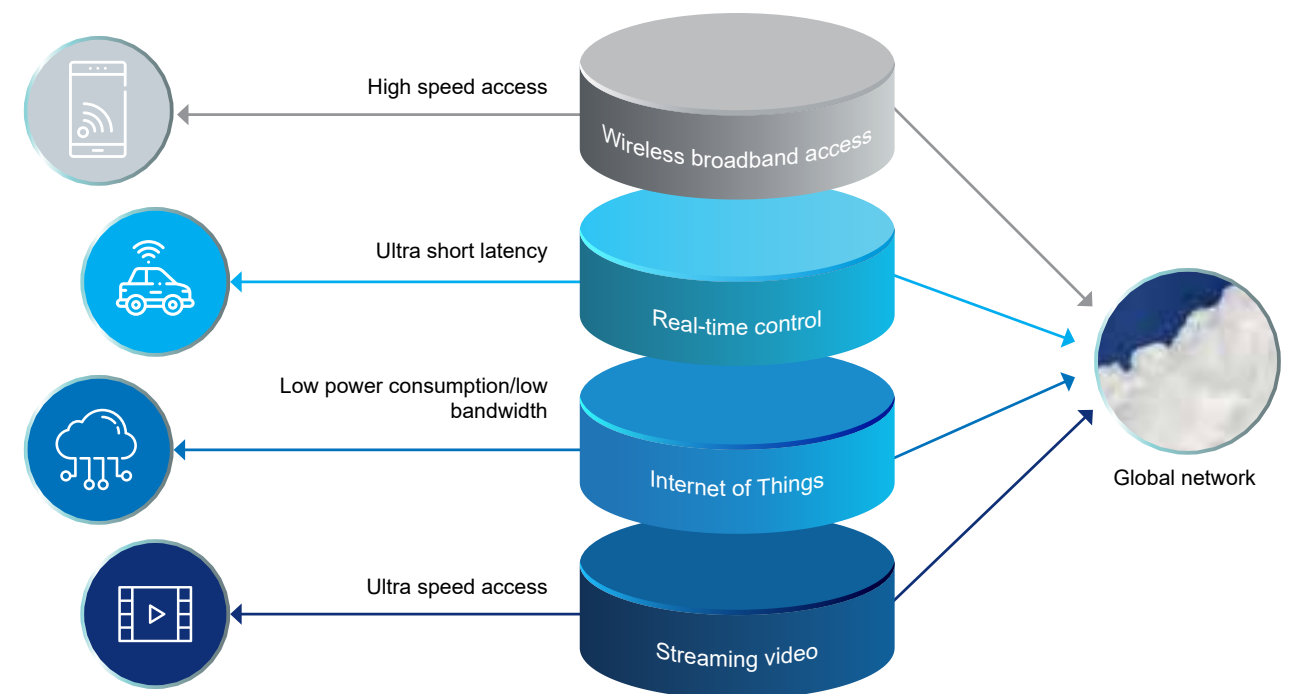 High speed access
Wireless broadband access
Ultra short latency
Real-time control
Low power consumption/low
bandwidth
Internet of Things
Global network
Ultra speed access
Streaming video